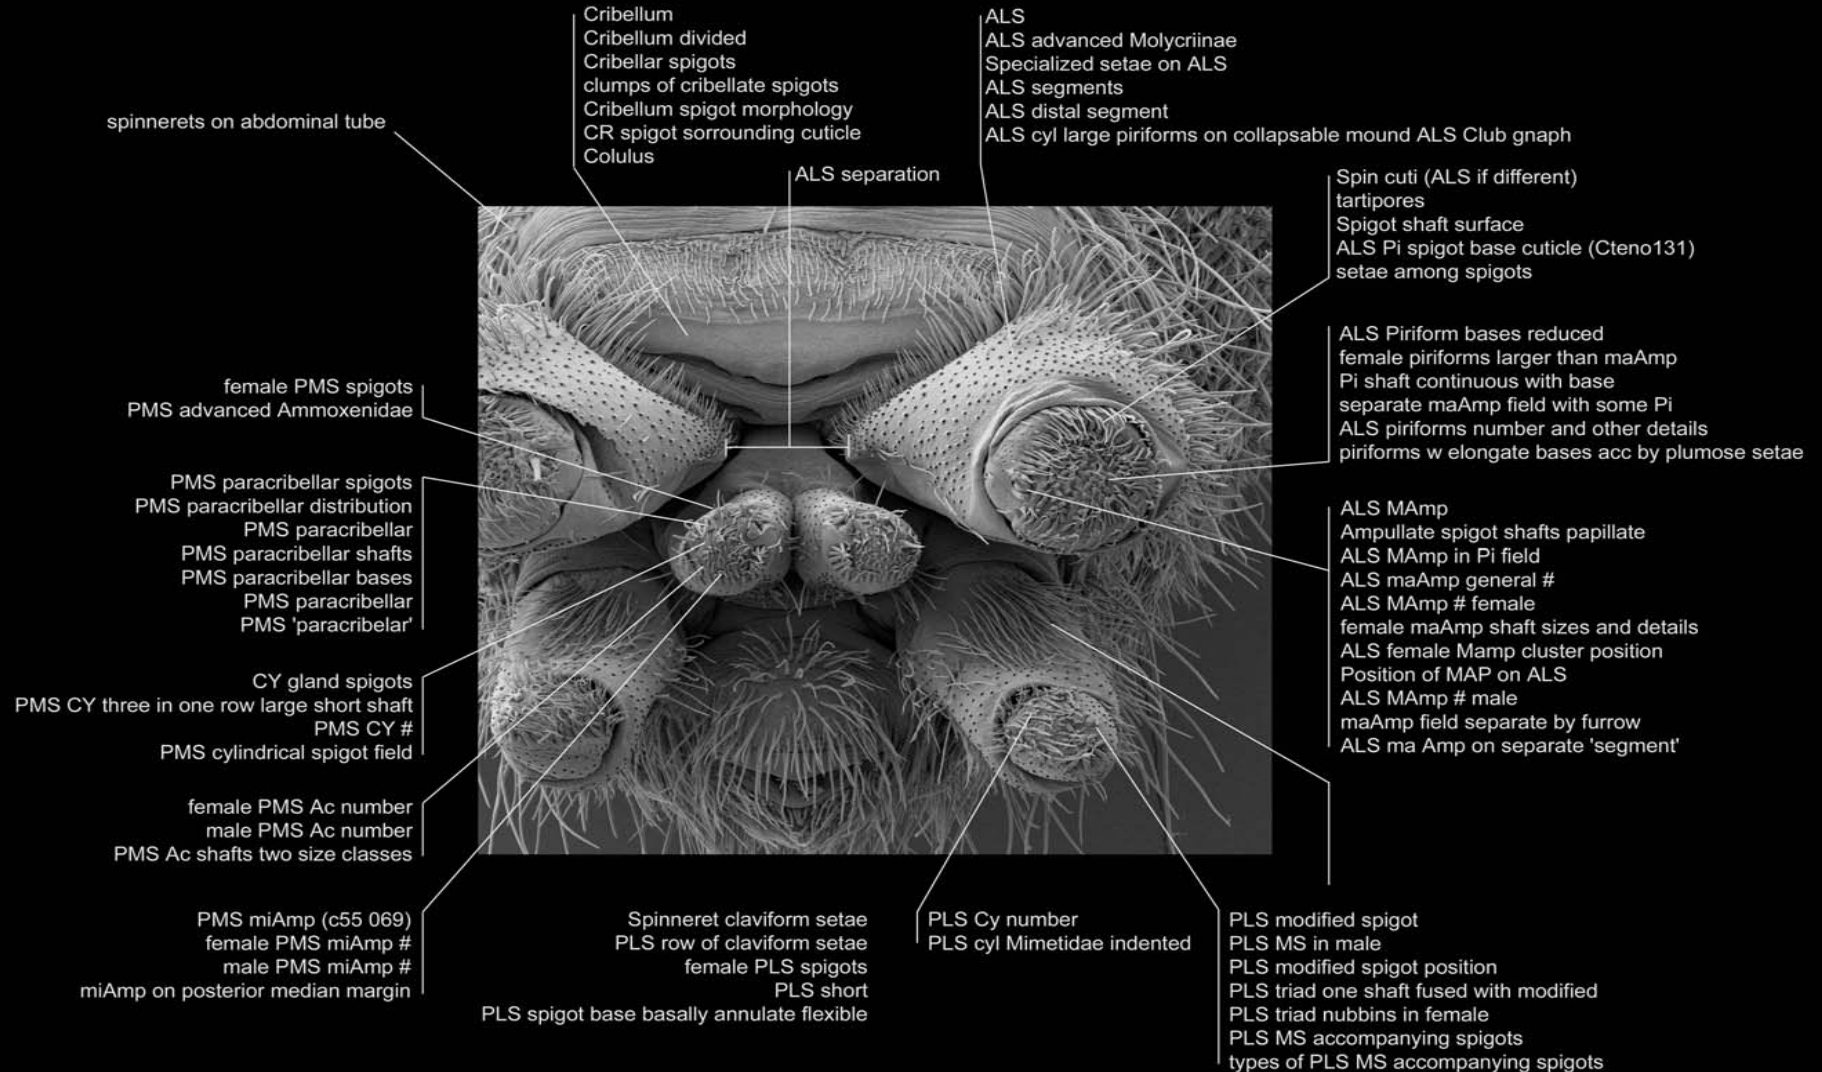 Cribellum
Cribellum divided
Cribellar spigots
clumps of cribellate spigots
Cribellum spigot morphology
CR spigot sorrounding cuticle
Colulus
ALS
ALS advanced Molycriinae
Specialized setae on ALS
ALS segments
ALS distal segment
ALS cyl large piriforms on collapsable mound ALS Club gnaph
spinnerets on abdominal tube
ALS separation
Spin cuti (ALS if different)
tartipores
Spigot shaft surface
ALS Pi spigot base cuticle (Cteno131)
setae among spigots
ALS Piriform bases reduced
female piriforms larger than maAmp
Pi shaft continuous with base
separate maAmp field with some Pi
ALS piriforms number and other details
piriforms w elongate bases acc by plumose setae
female PMS spigots
PMS advanced Ammoxenidae
PMS paracribellar spigots
PMS paracribellar distribution
PMS paracribellar
PMS paracribellar shafts
PMS paracribellar bases
PMS paracribellar
PMS 'paracribelar'
ALS MAmp
Ampullate spigot shafts papillate
ALS MAmp in Pi field
ALS maAmp general #
ALS MAmp # female
female maAmp shaft sizes and details
ALS female Mamp cluster position
Position of MAP on ALS
ALS MAmp # male
maAmp field separate by furrow
ALS ma Amp on separate 'segment'
CY gland spigots
PMS CY three in one row large short shaft
PMS CY #
PMS cylindrical spigot field
female PMS Ac number
male PMS Ac number
PMS Ac shafts two size classes
PMS miAmp (c55 069)
female PMS miAmp #
male PMS miAmp #
miAmp on posterior median margin
Spinneret claviform setae
PLS row of claviform setae
female PLS spigots
PLS short
PLS spigot base basally annulate flexible
PLS Cy number
PLS cyl Mimetidae indented
PLS modified spigot
PLS MS in male
PLS modified spigot position
PLS triad one shaft fused with modified
PLS triad nubbins in female
PLS MS accompanying spigots
types of PLS MS accompanying spigots